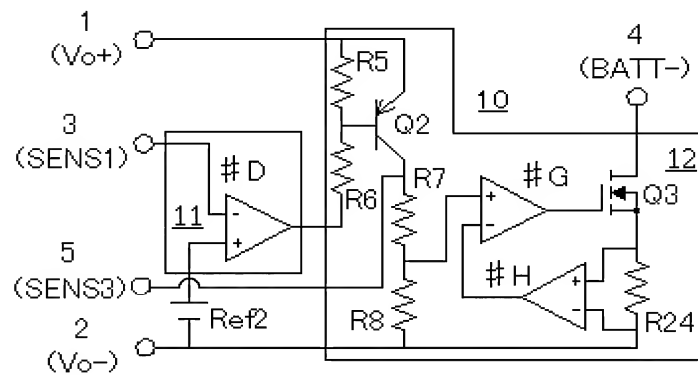 1
(Vo+)
R5
4
(BATT-)
10
Q2
3
(SENS1)
12
#D
R7
#G
11
R6
Q3
-
+
+
-
5
(SENS3)
#H
+
-
Ref2
R8
R24
2
(Vo-)